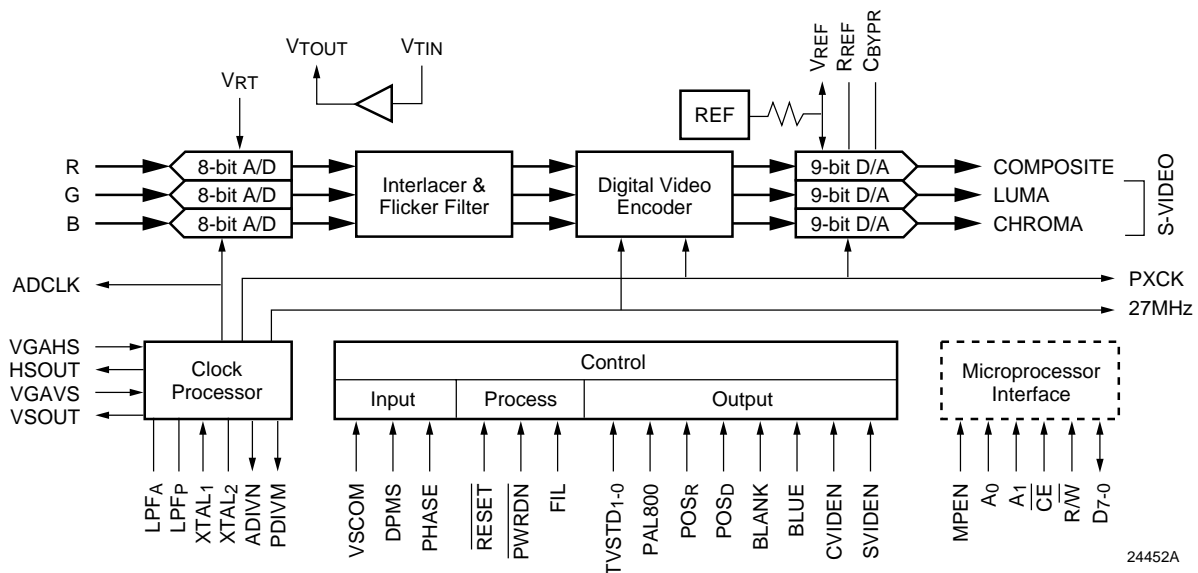 VTOUT
VTIN
VRT
VREF
RREF
CBYPR
REF
R
G
B
8-bit A/D
8-bit A/D
8-bit A/D
Interlacer &
Flicker Filter
Digital Video
Encoder
9-bit D/A
9-bit D/A
9-bit D/A
COMPOSITE
LUMA
CHROMA
S-VIDEO
ADCLK
PXCK
27MHz
VGAHS
HSOUT
VGAVS
VSOUT
Clock
Processor
Control
Input
Process
Output
Microprocessor
Interface
LPFA
LPFP
XTAL1
XTAL2
ADIVN
PDIVM
VSCOM
DPMS
PHASE
RESET
PWRDN
FIL
TVSTD1-0
PAL800
POSR
POSD
BLANK
BLUE
CVIDEN
SVIDEN
MPEN
A0
A1
CE
R/W
D7-0
24452A